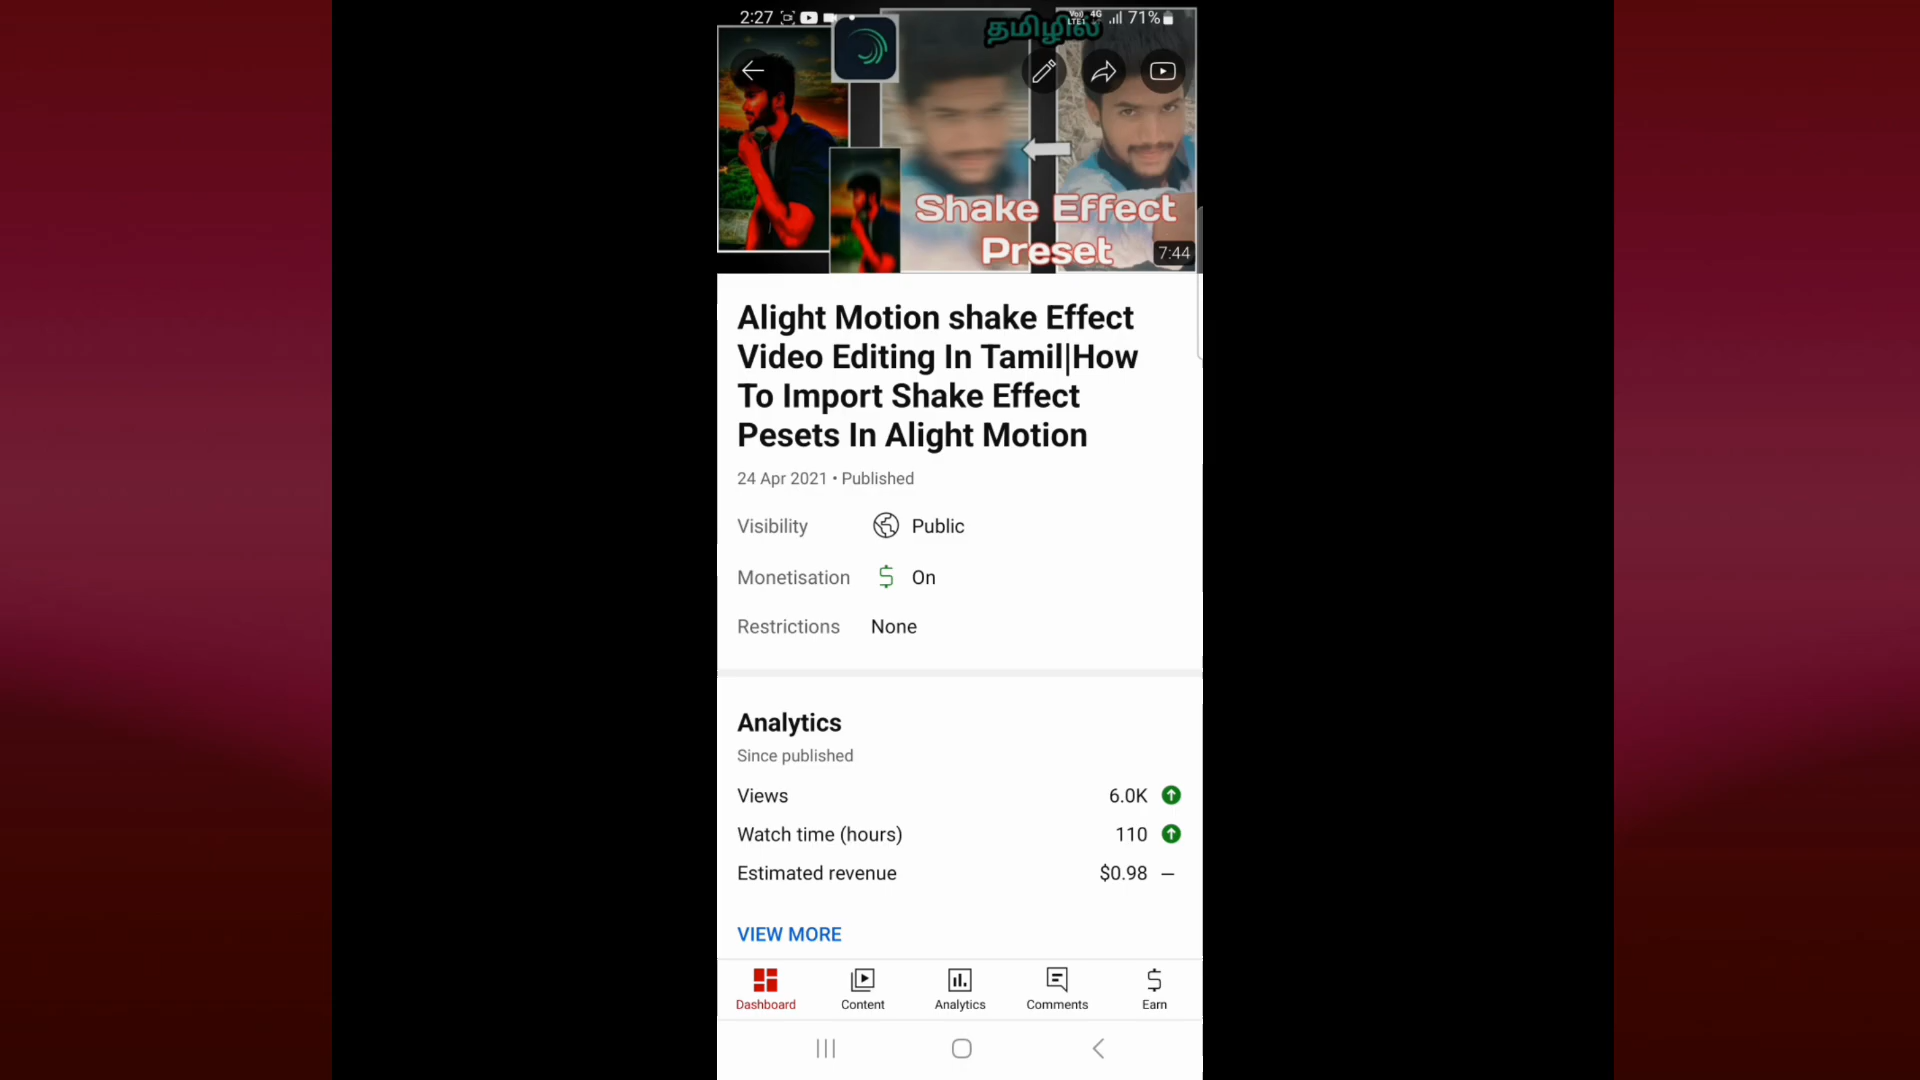 2:27
Vo)) 4G
LTE1
71%
தமிழில்
Shake Effect
Preset
7:44
Alight Motion shake Effect
Video Editing In Tamil|How
To Import Shake Effect
Pesets In Alight Motion
24 Apr 2021 • Published
Visibility Public
Monetisation On
Restrictions None
Analytics
Since published
Views 6.0K
Watch time (hours) 110
Estimated revenue $0.98 –
VIEW MORE
Dashboard Content Analytics Comments Earn